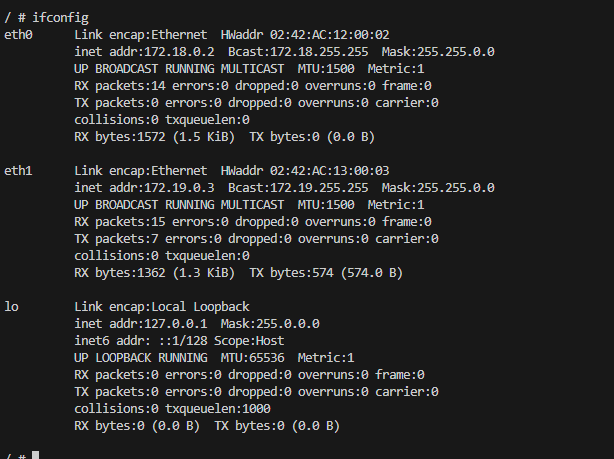 / # ifconfig
eth0      Link encap:Ethernet  HWaddr 02:42:AC:12:00:02
          inet addr:172.18.0.2  Bcast:172.18.255.255  Mask:255.255.0.0
          UP BROADCAST RUNNING MULTICAST  MTU:1500  Metric:1
          RX packets:14 errors:0 dropped:0 overruns:0 frame:0
          TX packets:0 errors:0 dropped:0 overruns:0 carrier:0
          collisions:0 txqueuelen:0
          RX bytes:1572 (1.5 KiB)  TX bytes:0 (0.0 B)

eth1      Link encap:Ethernet  HWaddr 02:42:AC:13:00:03
          inet addr:172.19.0.3  Bcast:172.19.255.255  Mask:255.255.0.0
          UP BROADCAST RUNNING MULTICAST  MTU:1500  Metric:1
          RX packets:15 errors:0 dropped:0 overruns:0 frame:0
          TX packets:7 errors:0 dropped:0 overruns:0 carrier:0
          collisions:0 txqueuelen:0
          RX bytes:1362 (1.3 KiB)  TX bytes:574 (574.0 B)

lo        Link encap:Local Loopback
          inet addr:127.0.0.1  Mask:255.0.0.0
          inet6 addr: ::1/128 Scope:Host
          UP LOOPBACK RUNNING  MTU:65536  Metric:1
          RX packets:0 errors:0 dropped:0 overruns:0 frame:0
          TX packets:0 errors:0 dropped:0 overruns:0 carrier:0
          collisions:0 txqueuelen:1000
          RX bytes:0 (0.0 B)  TX bytes:0 (0.0 B)

/ #